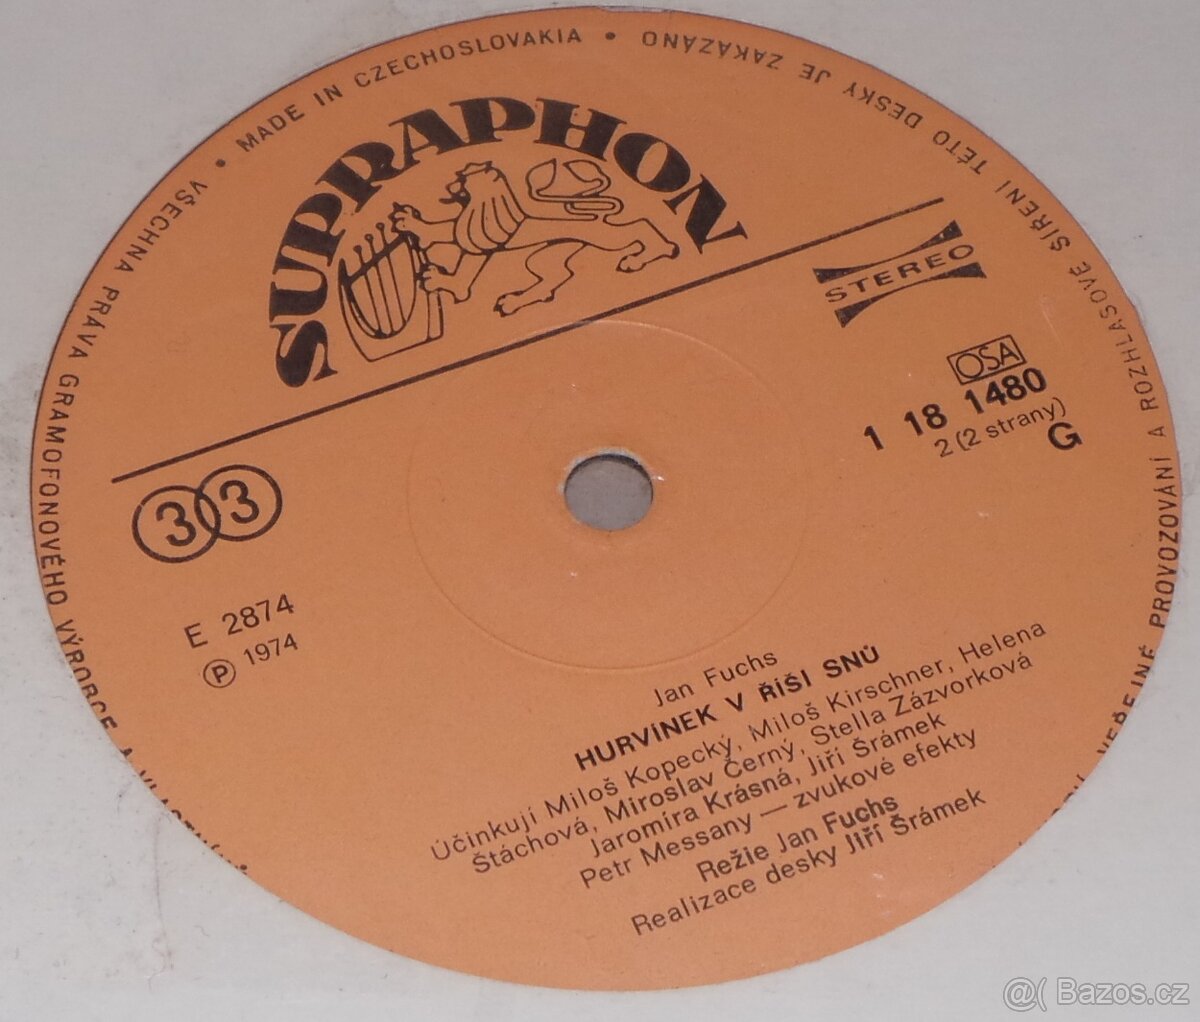 VŠECHNA PRÁVA GRAMOFONOVÉHO VÝROBCE A
VEŘEJNÉ PROVOZOVÁNÍ A ROZHLASOVÉ ŠÍŘENÍ TÉTO DESKY JE ZAKÁZÁNO • MADE IN CZECHOSLOVAKIA •
SUPRAPHON
STEREO
OSA
1 18 1480
2 (2 strany)
G
33
E 2874
℗ 1974
Jan Fuchs
HURVÍNEK V ŘÍŠI SNŮ
Účinkují Miloš Kopecký, Miloš Kirschner, Helena
Štáchová, Miroslav Černý, Stella Zázvorková
Jaromíra Krásná, Jiří Šrámek
Petr Messany — zvukové efekty
Režie Jan Fuchs
Realizace desky Jiří Šrámek
@( Bazos.cz